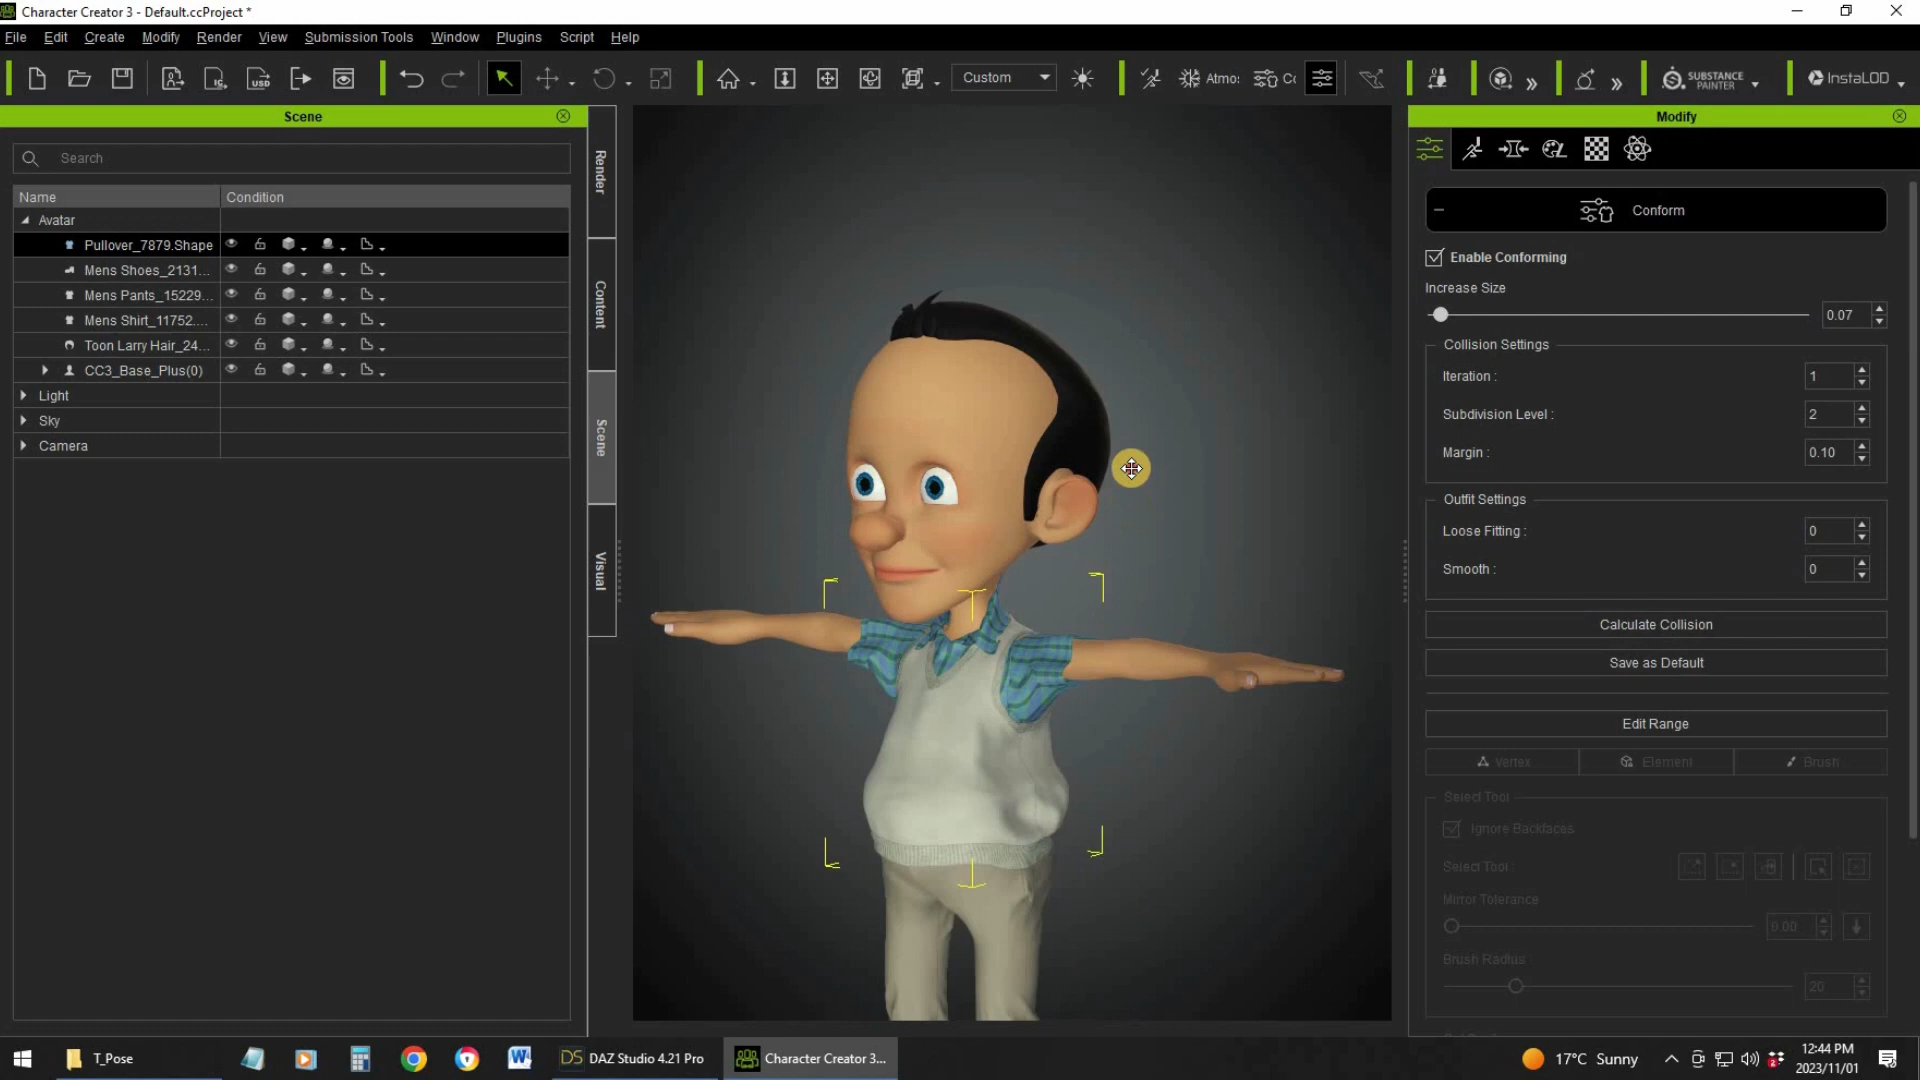 Character Creator 3 - Default.ccProject *
File Edit Create Modify Render View Submission Tools Window Plugins Script Help
Custom Atmo: Co SUBSTANCE PAINTER InstaLOD
Scene
Search
Name Condition
Avatar
Pullover_7879.Shape
Mens Shoes_2131...
Mens Pants_15229...
Mens Shirt_11752....
Toon Larry Hair_24...
CC3_Base_Plus(0)
Light
Sky
Camera
Render
Content
Scene
Visual
Modify
Conform
Enable Conforming
Increase Size
0.07
Collision Settings
Iteration : 1
Subdivision Level : 2
Margin : 0.10
Outfit Settings
Loose Fitting : 0
Smooth : 0
Calculate Collision
Save as Default
Edit Range
Vertex Element Brush
Select Tool
Ignore Backfaces
Select Tool :
Mirror Tolerance
0.00
Brush Radius
20
T_Pose DAZ Studio 4.21 Pro Character Creator 3... 17°C Sunny 12:44 PM
2023/11/01